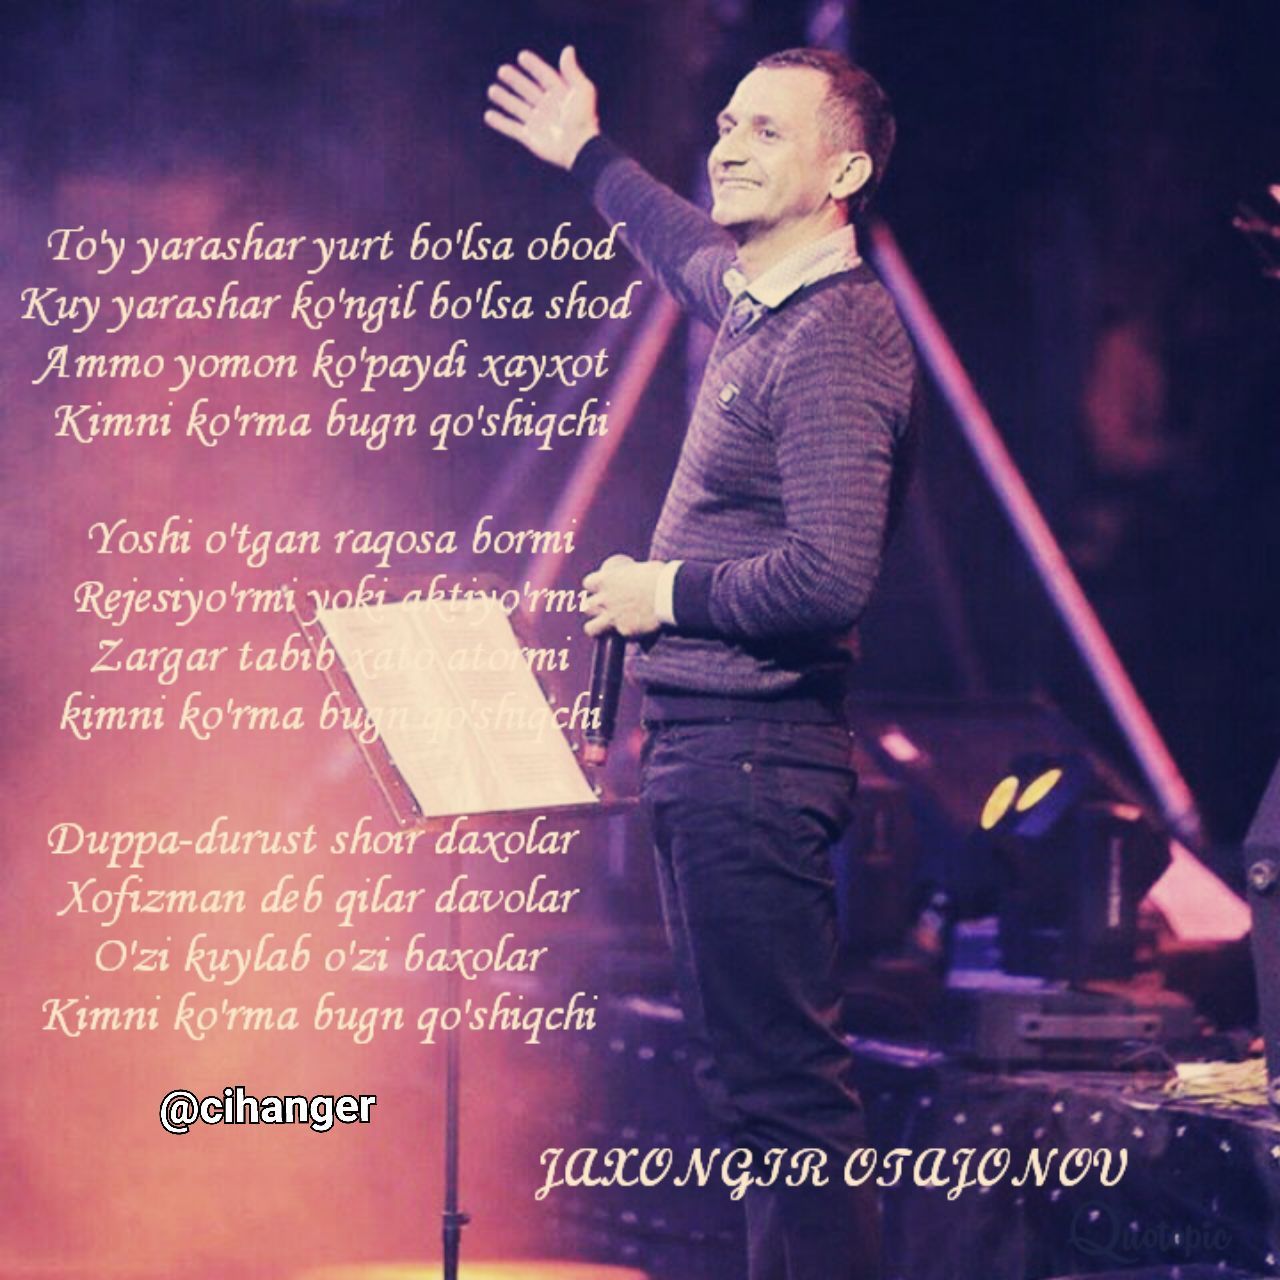 To'y yarashar yurt bo'lsa obod
Kuy yarashar ko'ngil bo'lsa shod
Ammo yomon ko'paydi xayxot
Kimni ko'rma bugn qo'shiqchi
Yoshi o'tgan raqosa bormi
Rejesiyo'rmi yoki aktiyo'rmi
Zargar tabib xato atormi
kimni ko'rma bugn qo'shiqchi
Duppa-durust shoir daxolar
Xofizman deb qilar davolar
O'zi kuylab o'zi baxolar
Kimni ko'rma bugn qo'shiqchi
@cihanger
JAXONGIR OTAJONOV
Quotopic